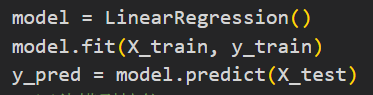 model = LinearRegression()
model.fit(X_train, y_train)
y_pred = model.predict(X_test)